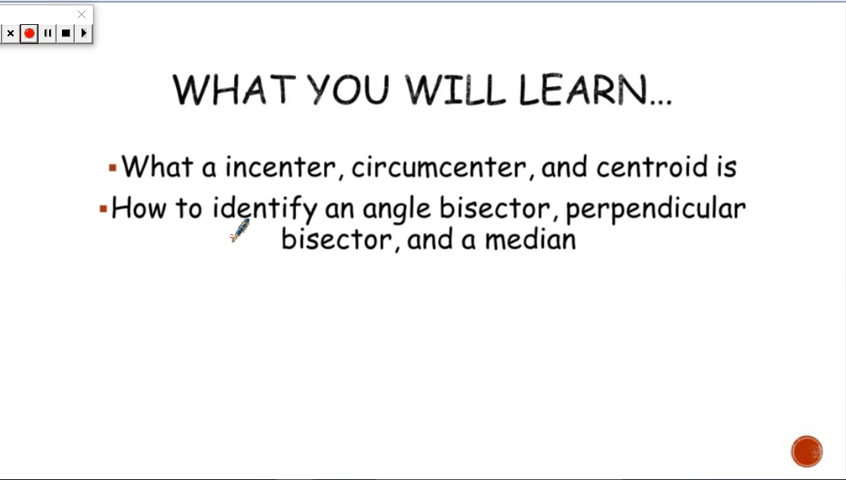 WHAT YOU WILL LEARN...
▪What a incenter, circumcenter, and centroid is
▪How to identify an angle bisector, perpendicular
bisector, and a median